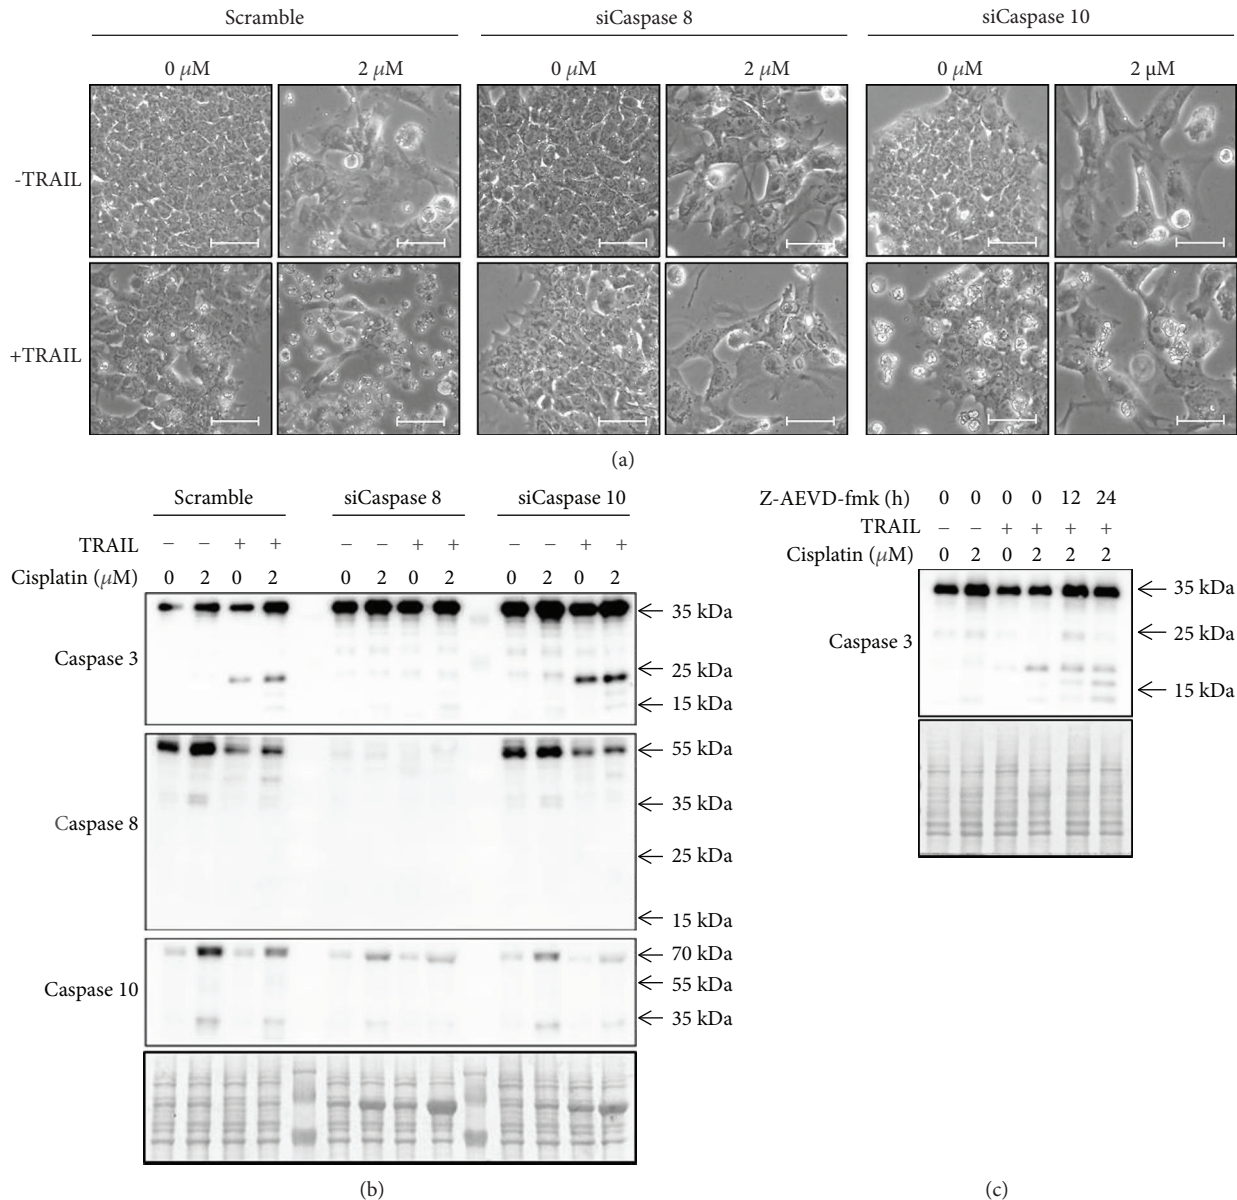 Scramble siCaspase 8 siCaspase 10
0 μM 2 μM 0 μM 2 μM 0 μM 2 μM
-TRAIL
+TRAIL
(a)
Scramble siCaspase 8 siCaspase 10
TRAIL − − + + − − + + − − + +
Cisplatin (μM) 0 2 0 2 0 2 0 2 0 2 0 2
35 kDa
Caspase 3
25 kDa
15 kDa
55 kDa
35 kDa
Caspase 8
25 kDa
15 kDa
70 kDa
55 kDa
Caspase 10
35 kDa
(b)
Z-AEVD-fmk (h) 0 0 0 0 12 24
TRAIL − − + + + +
Cisplatin (μM) 0 2 0 2 2 2
35 kDa
25 kDa
Caspase 3
15 kDa
(c)